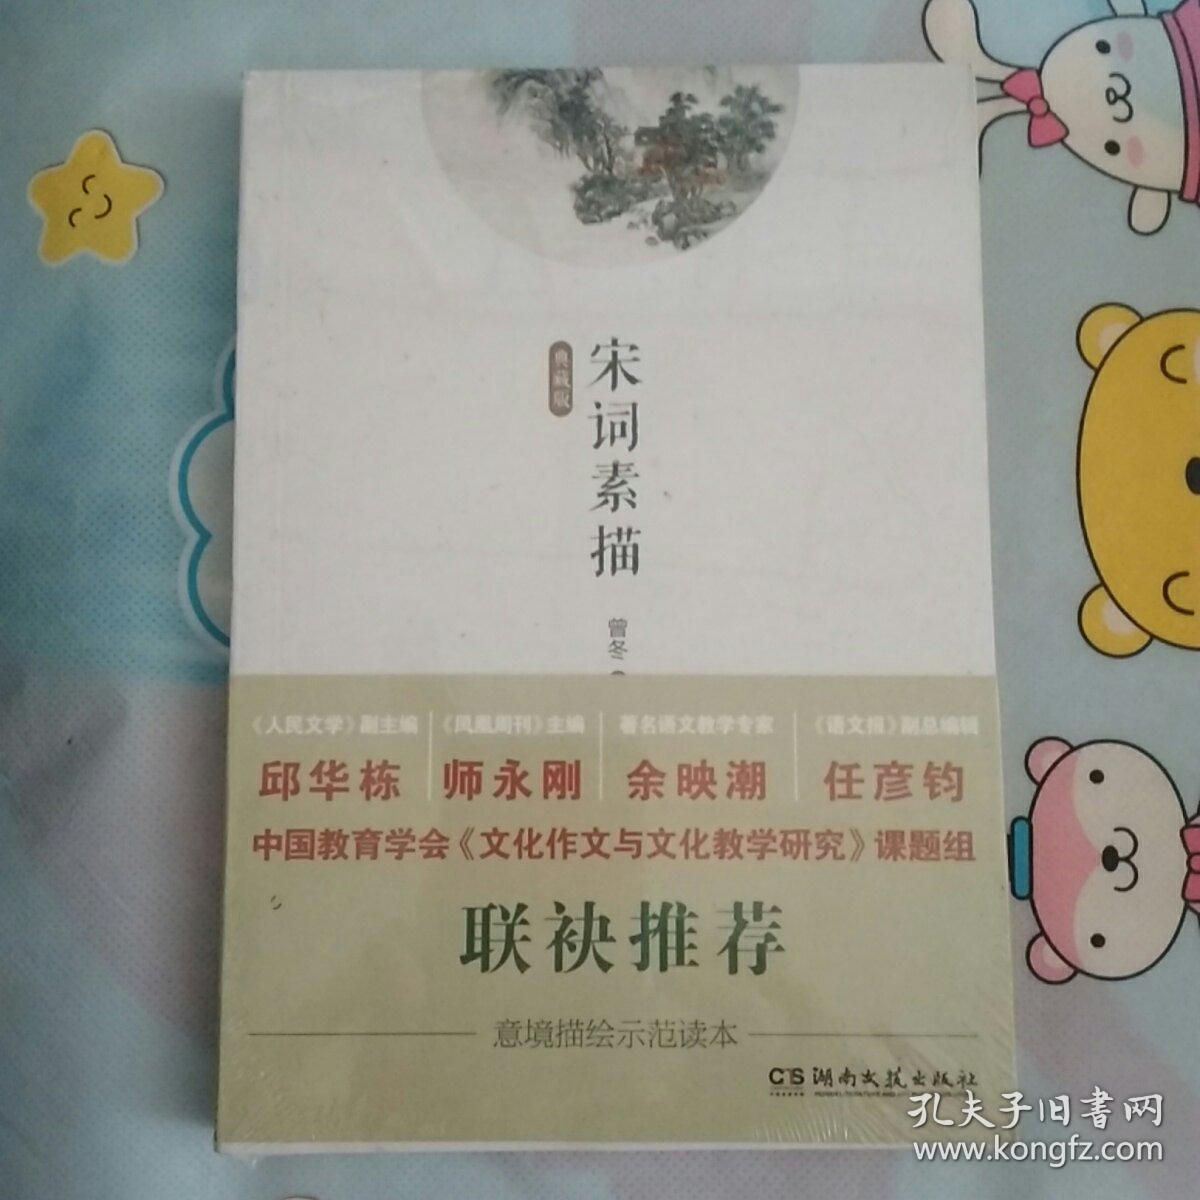 宋词素描
典藏版
曾冬
《人民文学》副主编
邱华栋
《凤凰周刊》主编
师永刚
著名语文教学专家
余映潮
《语文报》副总编辑
任彦钧
中国教育学会《文化作文与文化教学研究》课题组
联袂推荐
意境描绘示范读本
CS 湖南文艺出版社
孔夫子旧书网
www.kongfz.com